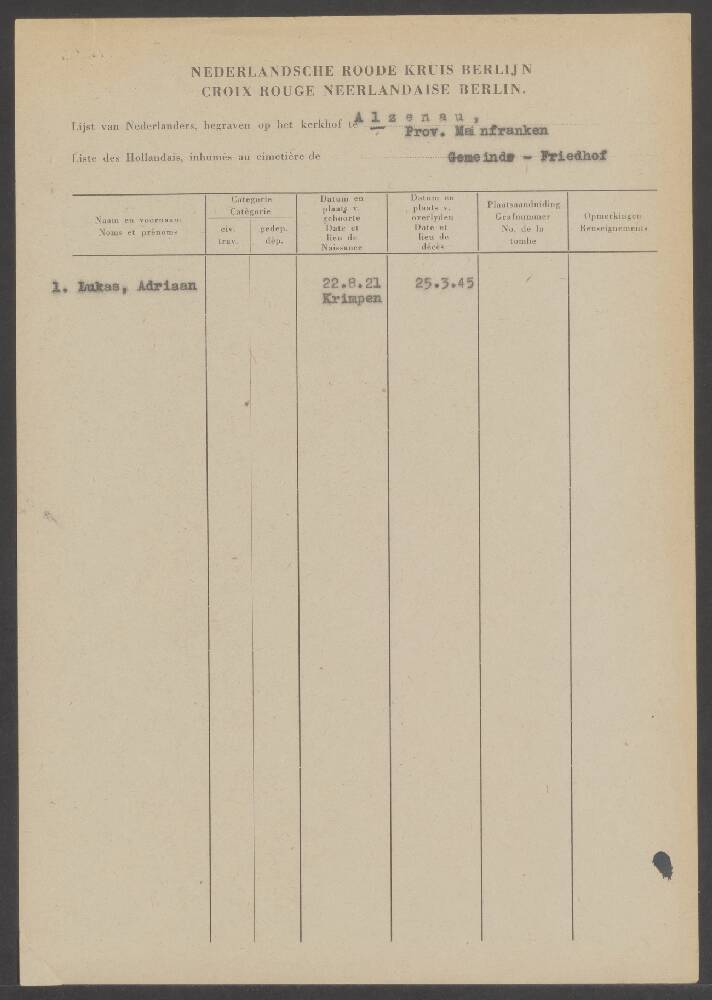 NEDERLANDSCHE ROODE KRUIS BERLIJN
CROIX ROUGE NEERLANDAISE BERLIN.
Lijst van Nederlanders, begraven op het kerkhof te Alzenau,
Prov. Mainfranken
Liste des Hollandais, inhumés au cimetière de Gemeinde - Friedhof
Naam en voornaam
Noms et prénoms
Categorie
Catégorie
civ.
trav.
gedep.
dép.
Datum en
plaats v.
geboorte
Date et
lieu de
Naissance
Datum en
plaats v.
overlyden
Date et
lieu de
décès
Plaatsaanduiding
Grafnummer
No. de la
tombe
Opmerkingen
Renseignements
1. Lukas, Adriaan 22.8.21 25.3.45
Krimpen